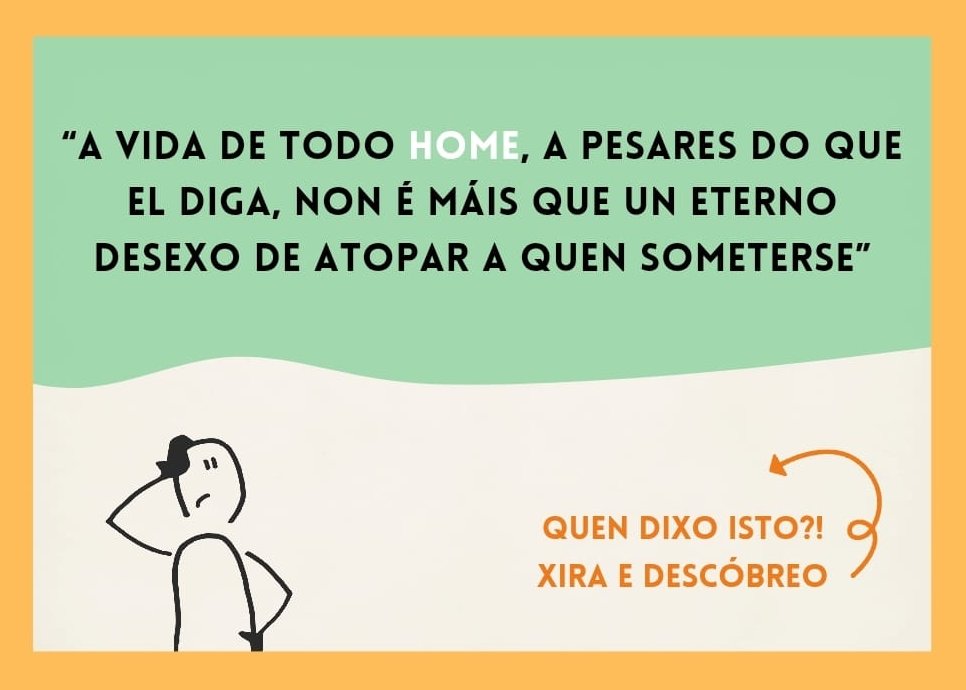 “A VIDA DE TODO HOME, A PESARES DO QUE
EL DIGA, NON É MÁIS QUE UN ETERNO
DESEXO DE ATOPAR A QUEN SOMETERSE”
QUEN DIXO ISTO?!
XIRA E DESCÓBREO